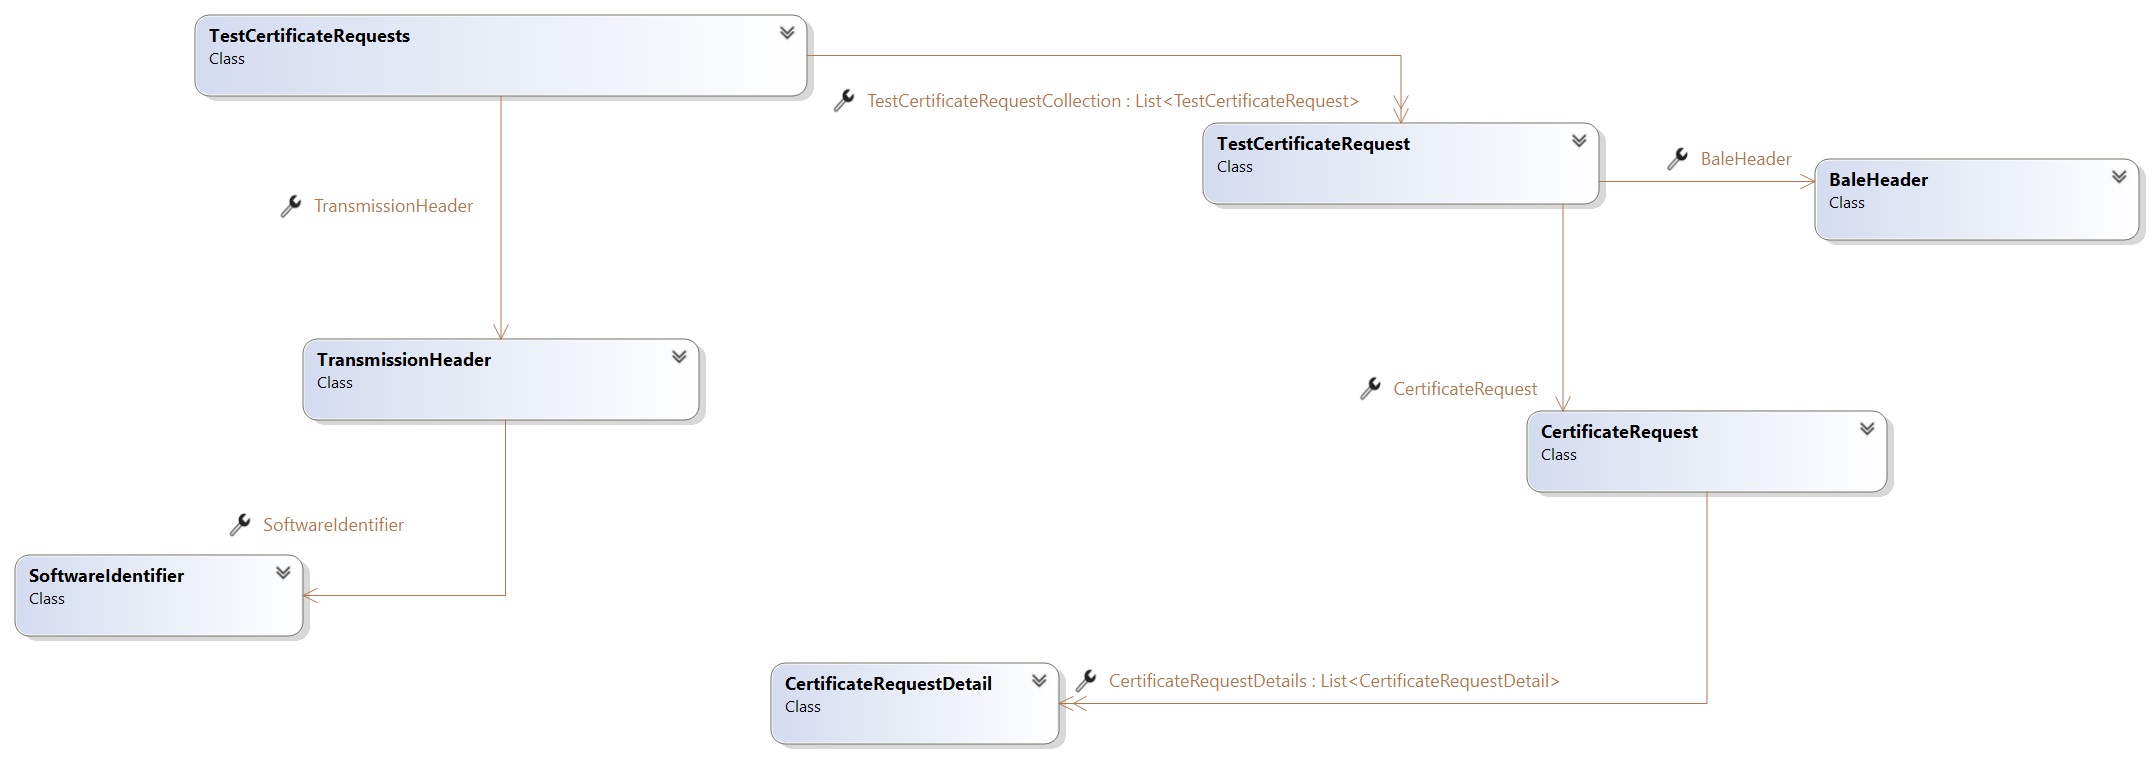 TestCertificateRequests
Class
TestCertificateRequestCollection : List<TestCertificateRequest>
TestCertificateRequest
Class
BaleHeader
BaleHeader
Class
TransmissionHeader
TransmissionHeader
Class
CertificateRequest
CertificateRequest
Class
SoftwareIdentifier
SoftwareIdentifier
Class
CertificateRequestDetails : List<CertificateRequestDetail>
CertificateRequestDetail
Class